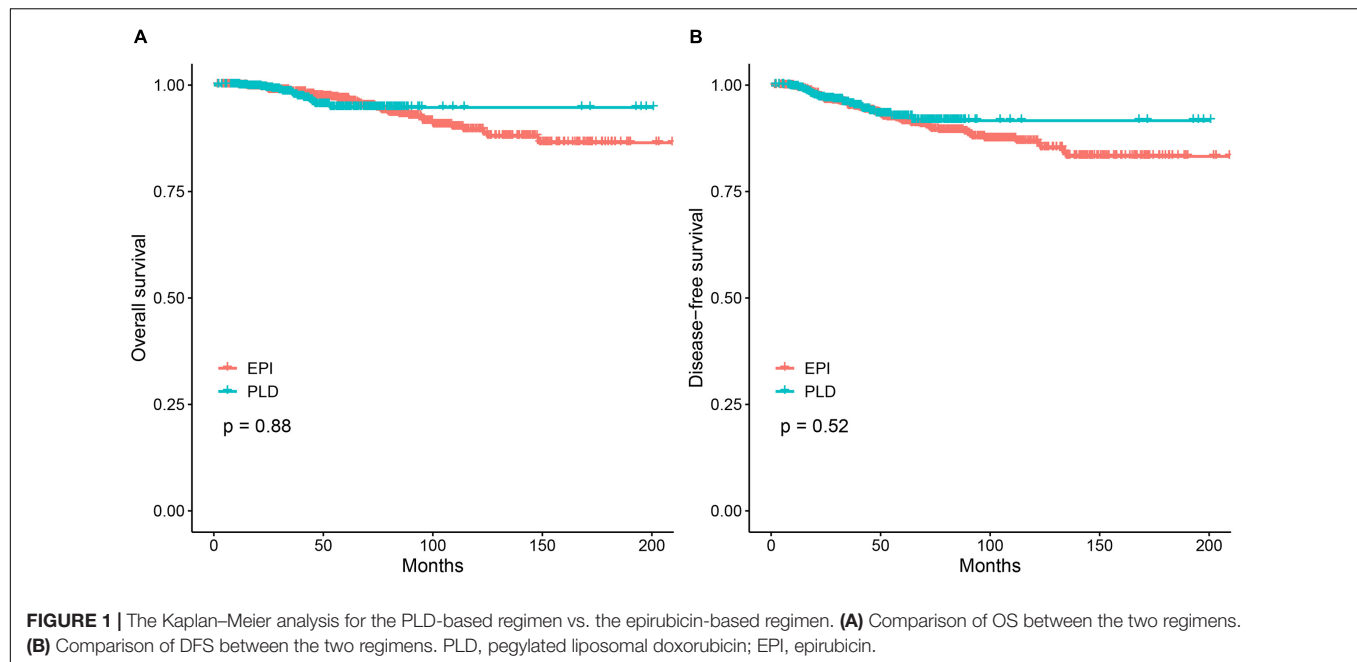 A
1.00
0.75
0.50
0.25
0.00
Overall survival
EPI
PLD
p = 0.88
0 50 100 150 200
Months
B
1.00
0.75
0.50
0.25
0.00
Disease−free survival
EPI
PLD
p = 0.52
0 50 100 150 200
Months
FIGURE 1 | The Kaplan–Meier analysis for the PLD-based regimen vs. the epirubicin-based regimen. (A) Comparison of OS between the two regimens.
(B) Comparison of DFS between the two regimens. PLD, pegylated liposomal doxorubicin; EPI, epirubicin.